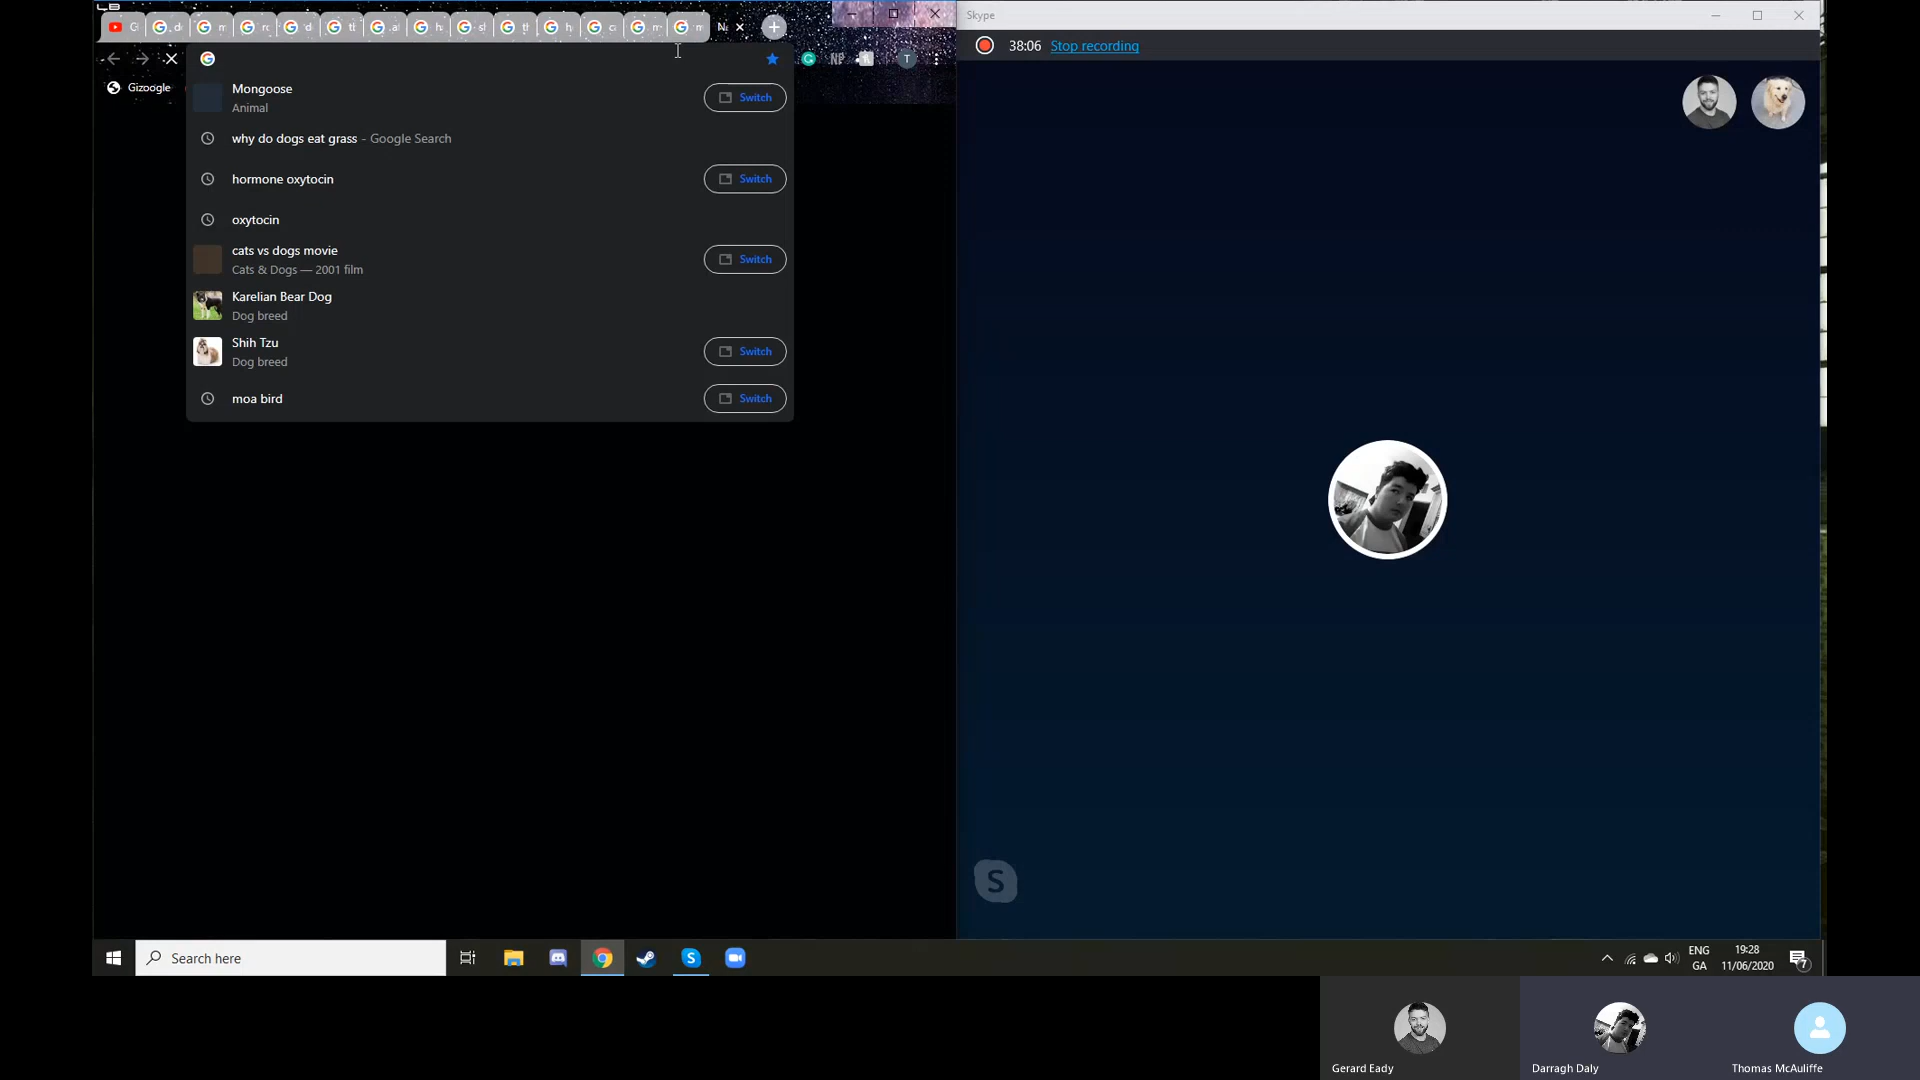 Skype
38:06 Stop recording
Gizoogle
NP
T
Mongoose
Animal
Switch
why do dogs eat grass - Google Search
hormone oxytocin
Switch
oxytocin
cats vs dogs movie
Cats & Dogs — 2001 film
Switch
Karelian Bear Dog
Dog breed
Shih Tzu
Dog breed
Switch
moa bird
Switch
S
Search here
S
ENG
GA
19:28
11/06/2020
7
Gerard Eady
Darragh Daly
Thomas McAuliffe